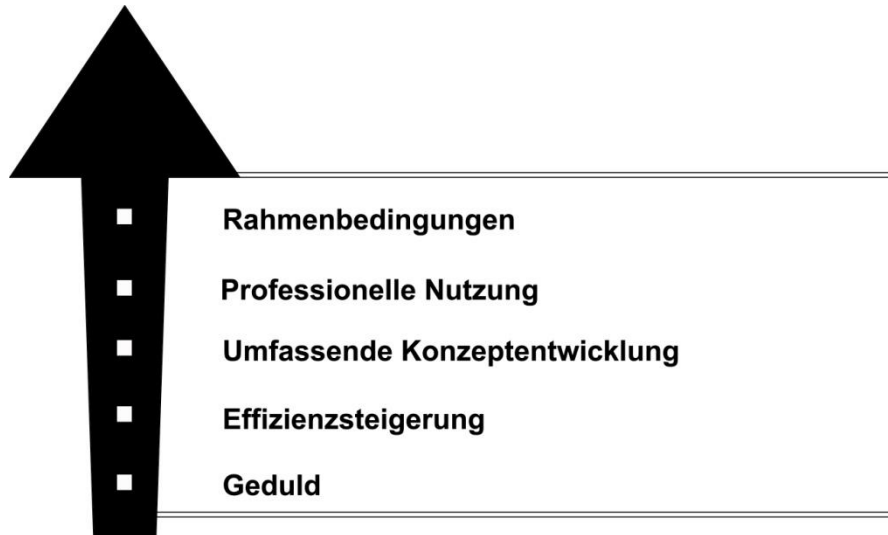 Rahmenbedingungen
Professionelle Nutzung
Umfassende Konzeptentwicklung
Effizienzsteigerung
Geduld